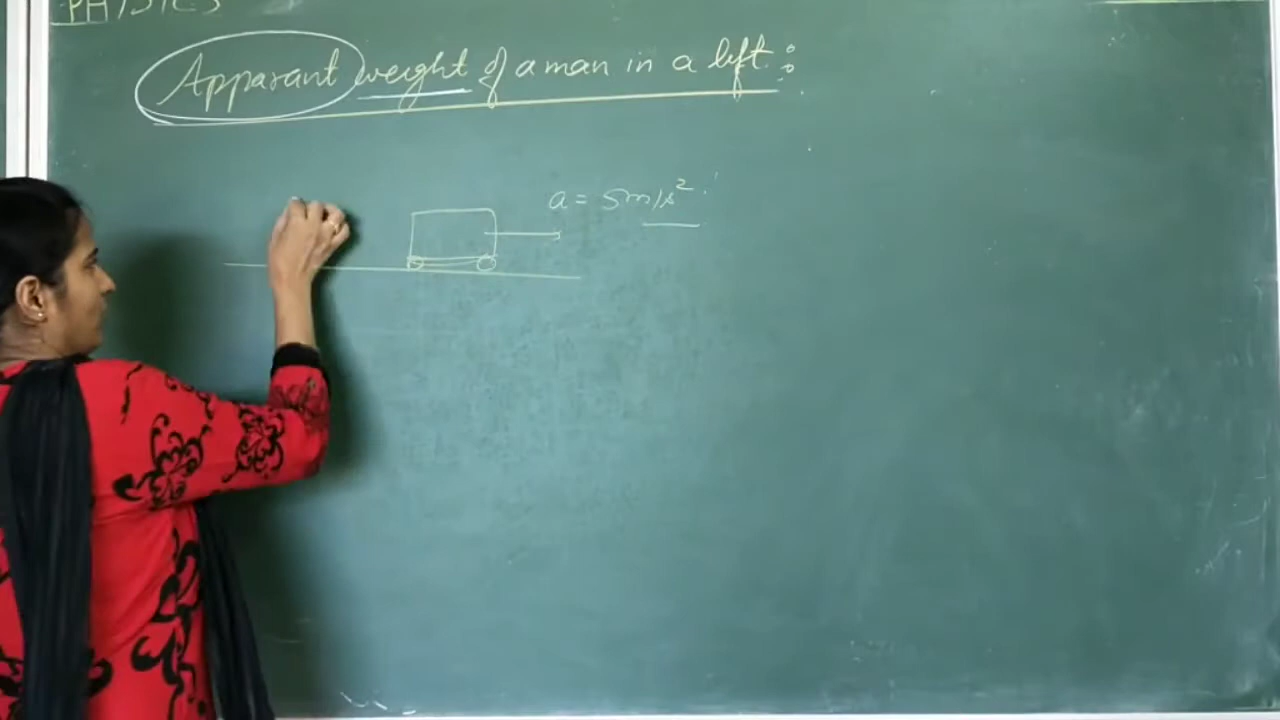 PHYSICS
Apparant weight of a man in a lift :
a = 5m/s²